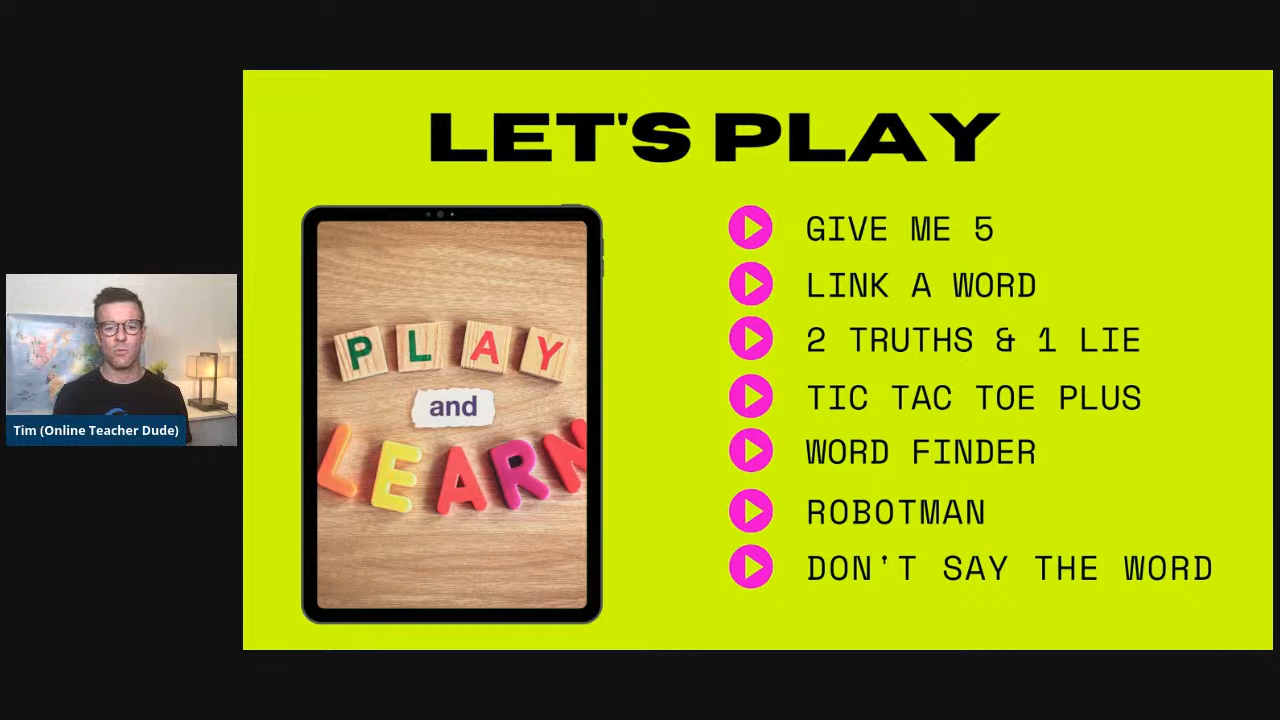 LET'S PLAY
GIVE ME 5
LINK A WORD
2 TRUTHS & 1 LIE
TIC TAC TOE PLUS
WORD FINDER
ROBOTMAN
DON'T SAY THE WORD
PLAY
and
LEARN
Tim (Online Teacher Dude)